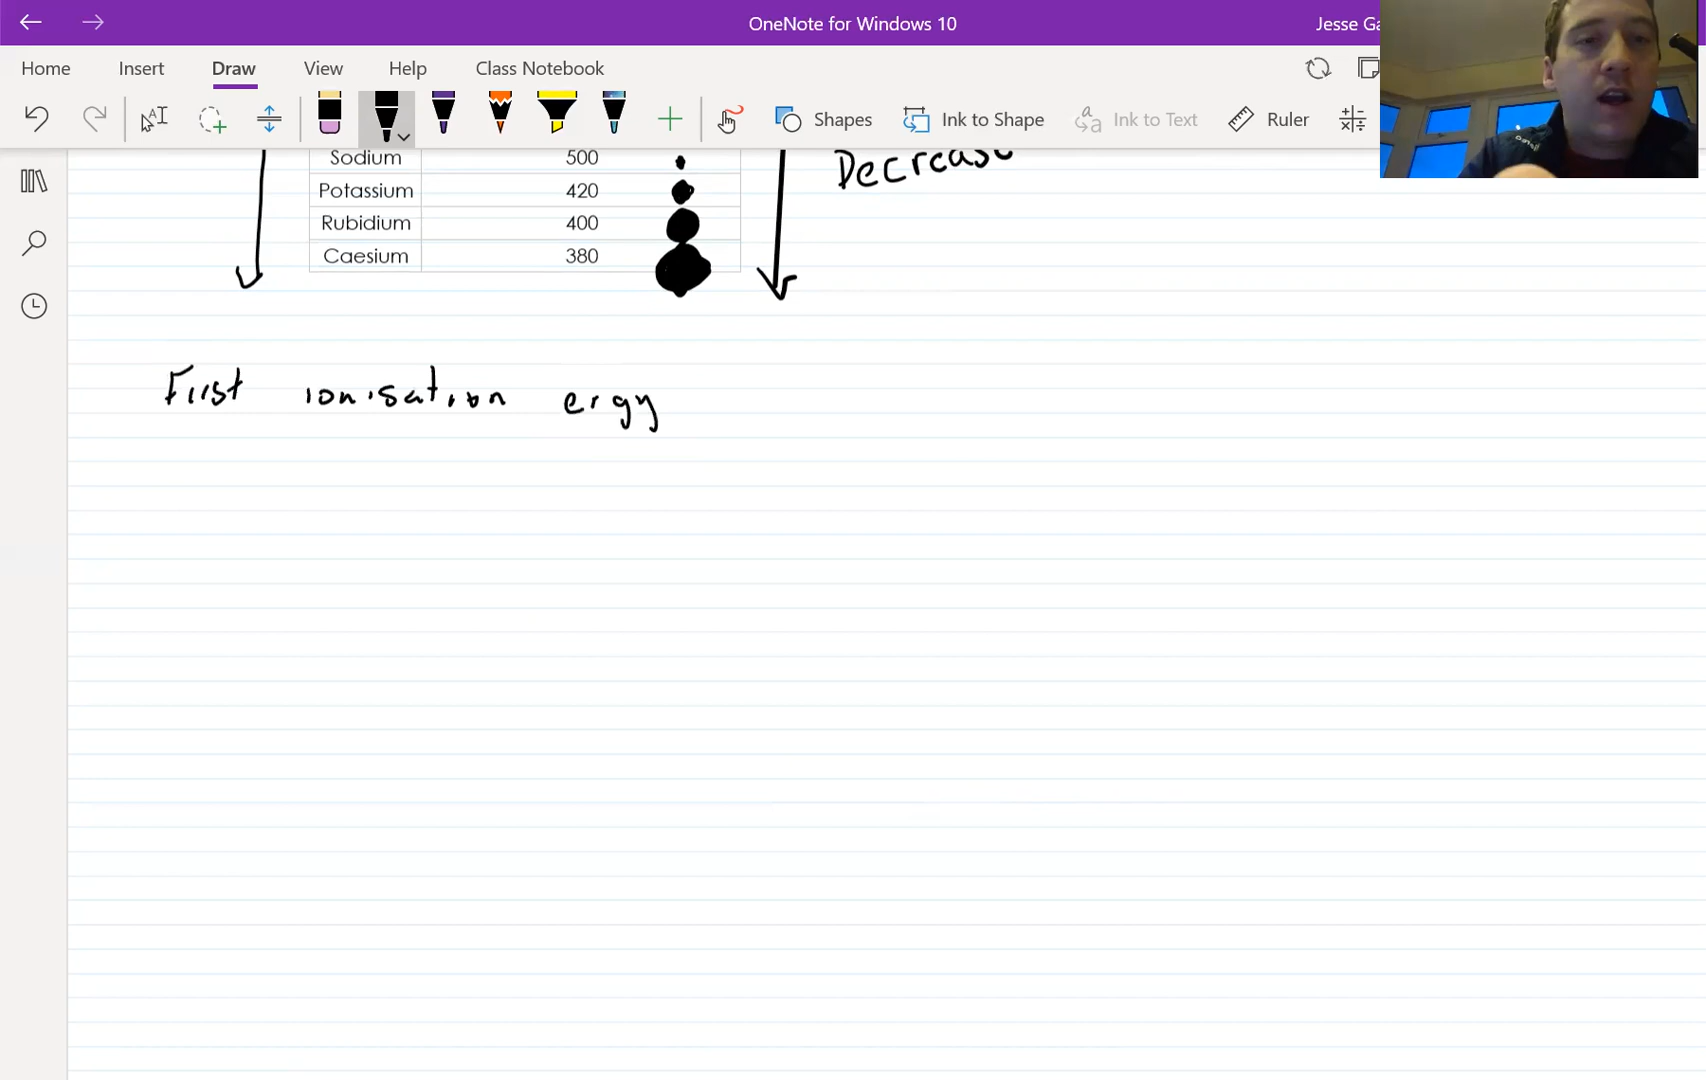 OneNote for Windows 10
Jesse Ga
Home Insert Draw View Help Class Notebook
Shapes Ink to Shape Ink to Text Ruler
Sodium 500
Potassium 420
Rubidium 400
Caesium 380
Decrease
First ionisation ergy